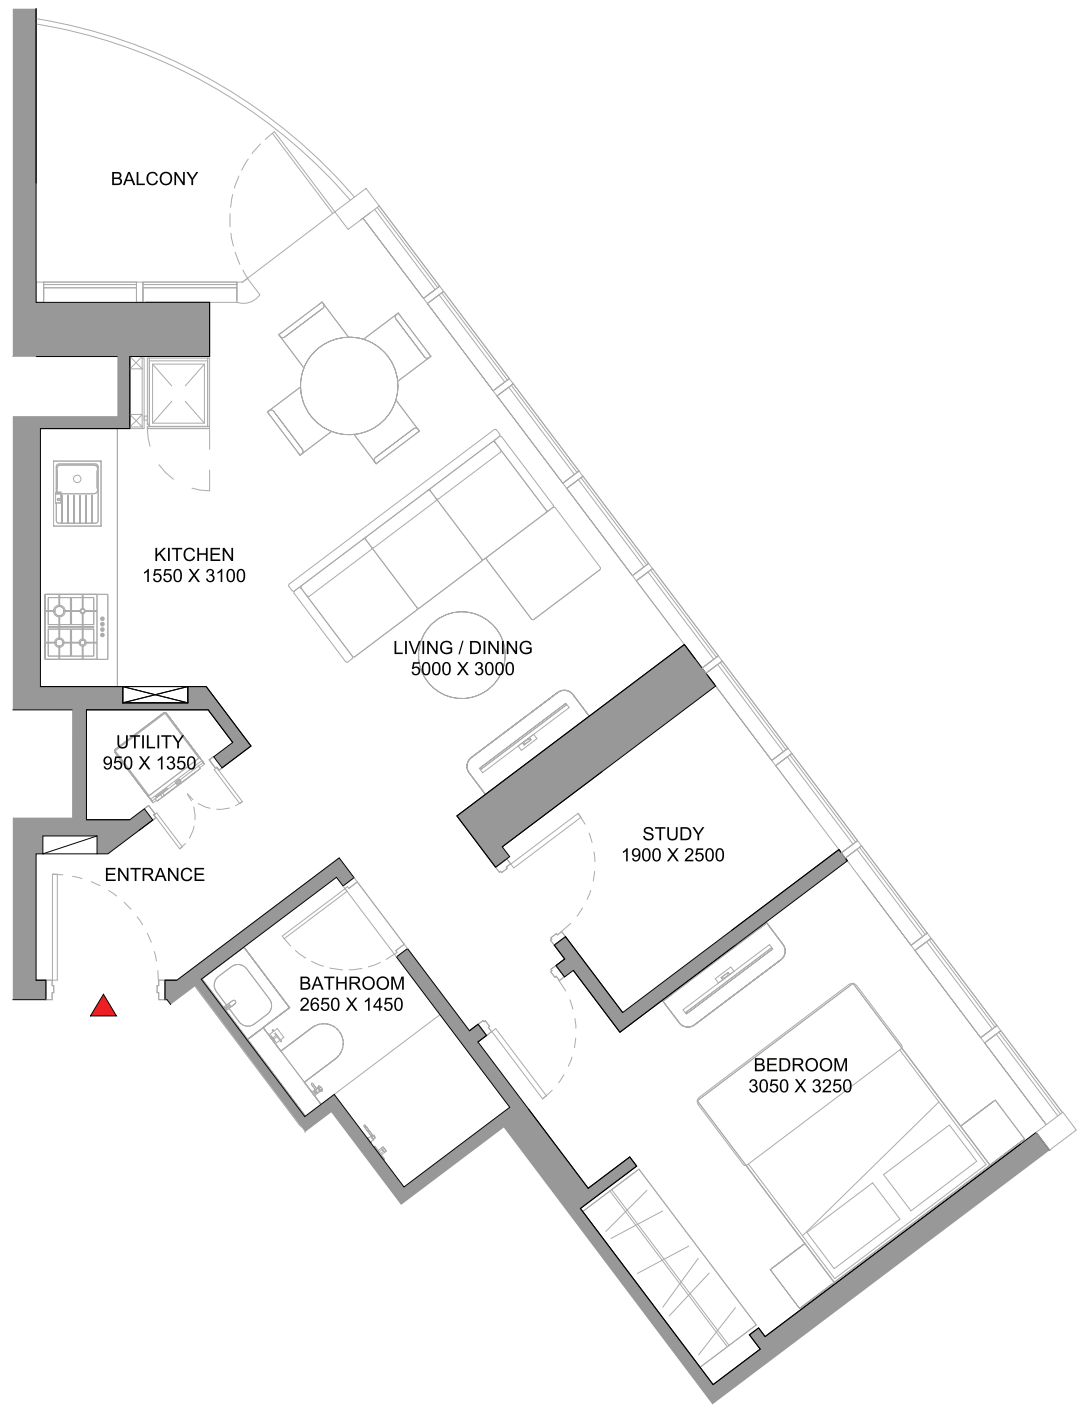 BALCONY
KITCHEN
1550 X 3100
LIVING / DINING
5000 X 3000
UTILITY
950 X 1350
STUDY
1900 X 2500
ENTRANCE
BATHROOM
2650 X 1450
BEDROOM
3050 X 3250